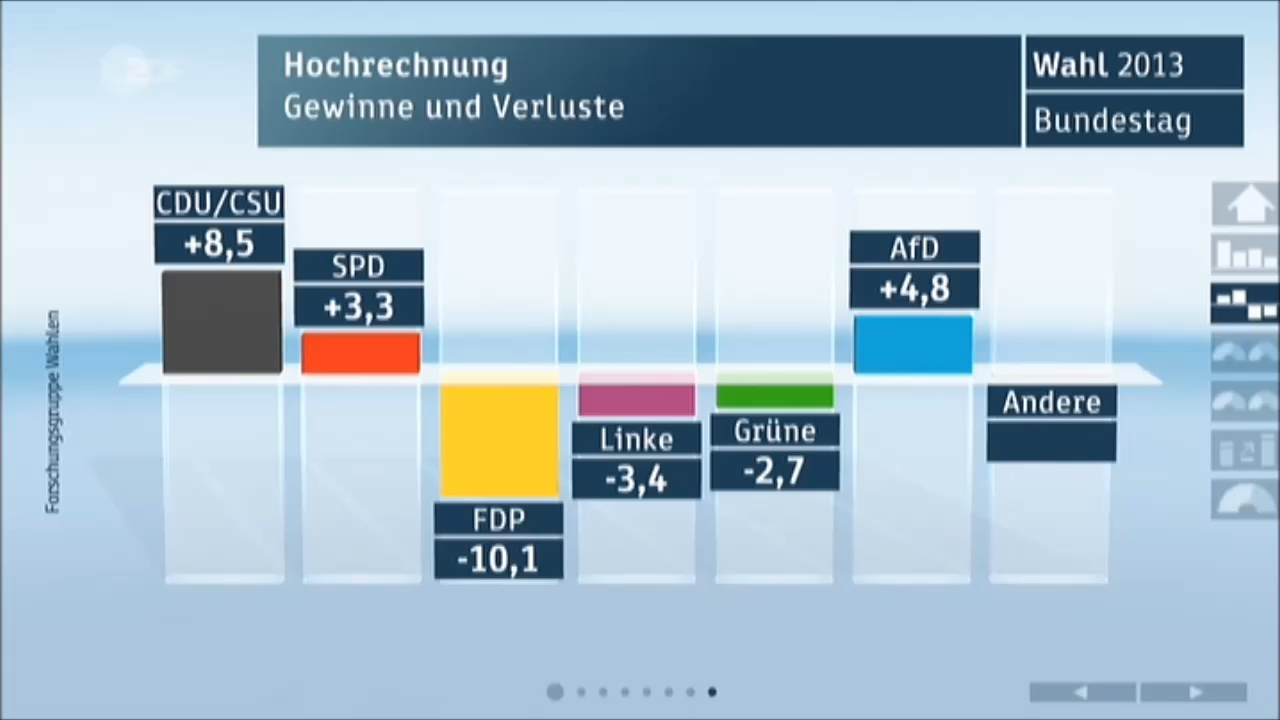 ZDF
Hochrechnung
Gewinne und Verluste
Wahl 2013
Bundestag
CDU/CSU
+8,5
SPD
+3,3
FDP
-10,1
Linke
-3,4
Grüne
-2,7
AfD
+4,8
Andere
Forschungsgruppe Wahlen